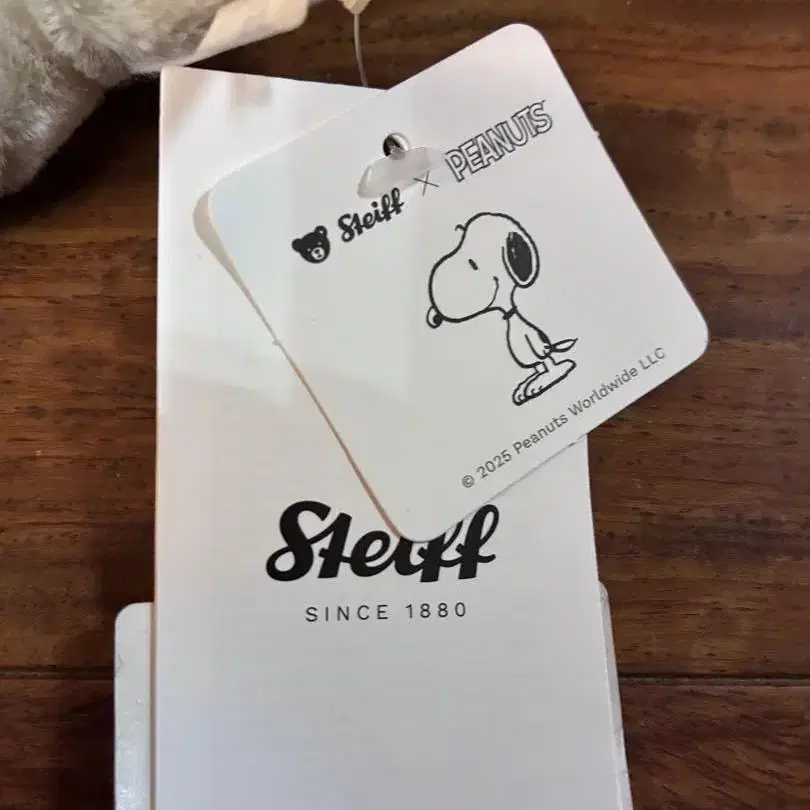 Steiff × PEANUTS
© 2025 Peanuts Worldwide LLC
Steiff
SINCE 1880